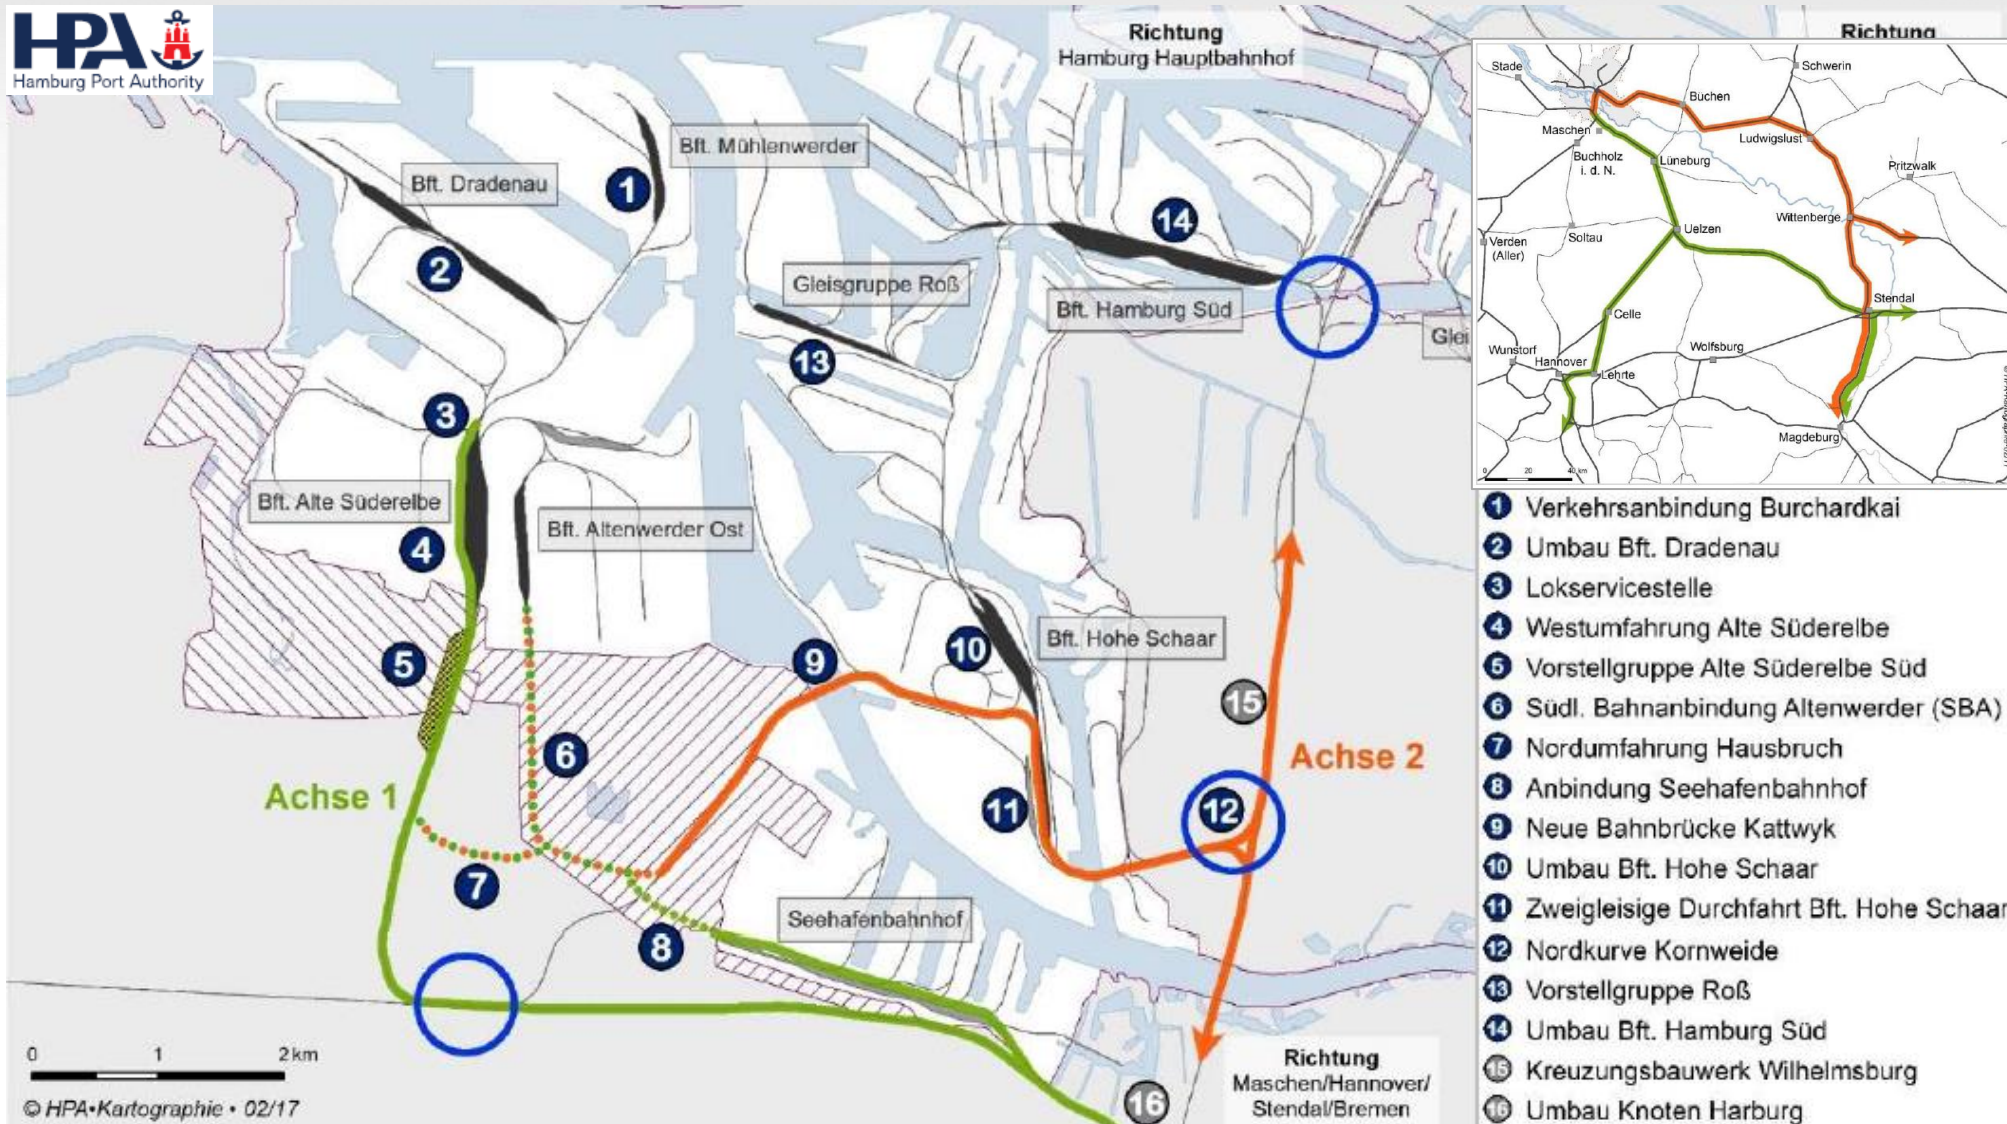 HPA
Hamburg Port Authority
Richtung
Hamburg Hauptbahnhof
Richtung
Bft. Mühlenwerder
Bft. Dradenau
1
2
14
Gleisgruppe Roß
Bft. Hamburg Süd
13
3
Bft. Alte Süderelbe
Bft. Altenwerder Ost
4
Bft. Hohe Schaar
10
9
5
15
6
Achse 2
Achse 1
11
12
7
Seehafenbahnhof
8
Richtung
Maschen/Hannover/
Stendal/Bremen
16
0 1 2 km
© HPA•Kartographie • 02/17
Stade
Schwerin
Büchen
Maschen
Ludwigslust
Buchholz
i. d. N.
Lüneburg
Pritzwalk
Wittenberge
Soltau
Uelzen
Verden
(Aller)
Stendal
Celle
Wunstorf
Hannover
Wolfsburg
Lehrte
Magdeburg
0 20 40 km
1 Verkehrsanbindung Burchardkai
2 Umbau Bft. Dradenau
3 Lokservicestelle
4 Westumfahrung Alte Süderelbe
5 Vorstellgruppe Alte Süderelbe Süd
6 Südl. Bahnanbindung Altenwerder (SBA)
7 Nordumfahrung Hausbruch
8 Anbindung Seehafenbahnhof
9 Neue Bahnbrücke Kattwyk
10 Umbau Bft. Hohe Schaar
11 Zweigleisige Durchfahrt Bft. Hohe Schaar
12 Nordkurve Kornweide
13 Vorstellgruppe Roß
14 Umbau Bft. Hamburg Süd
15 Kreuzungsbauwerk Wilhelmsburg
16 Umbau Knoten Harburg